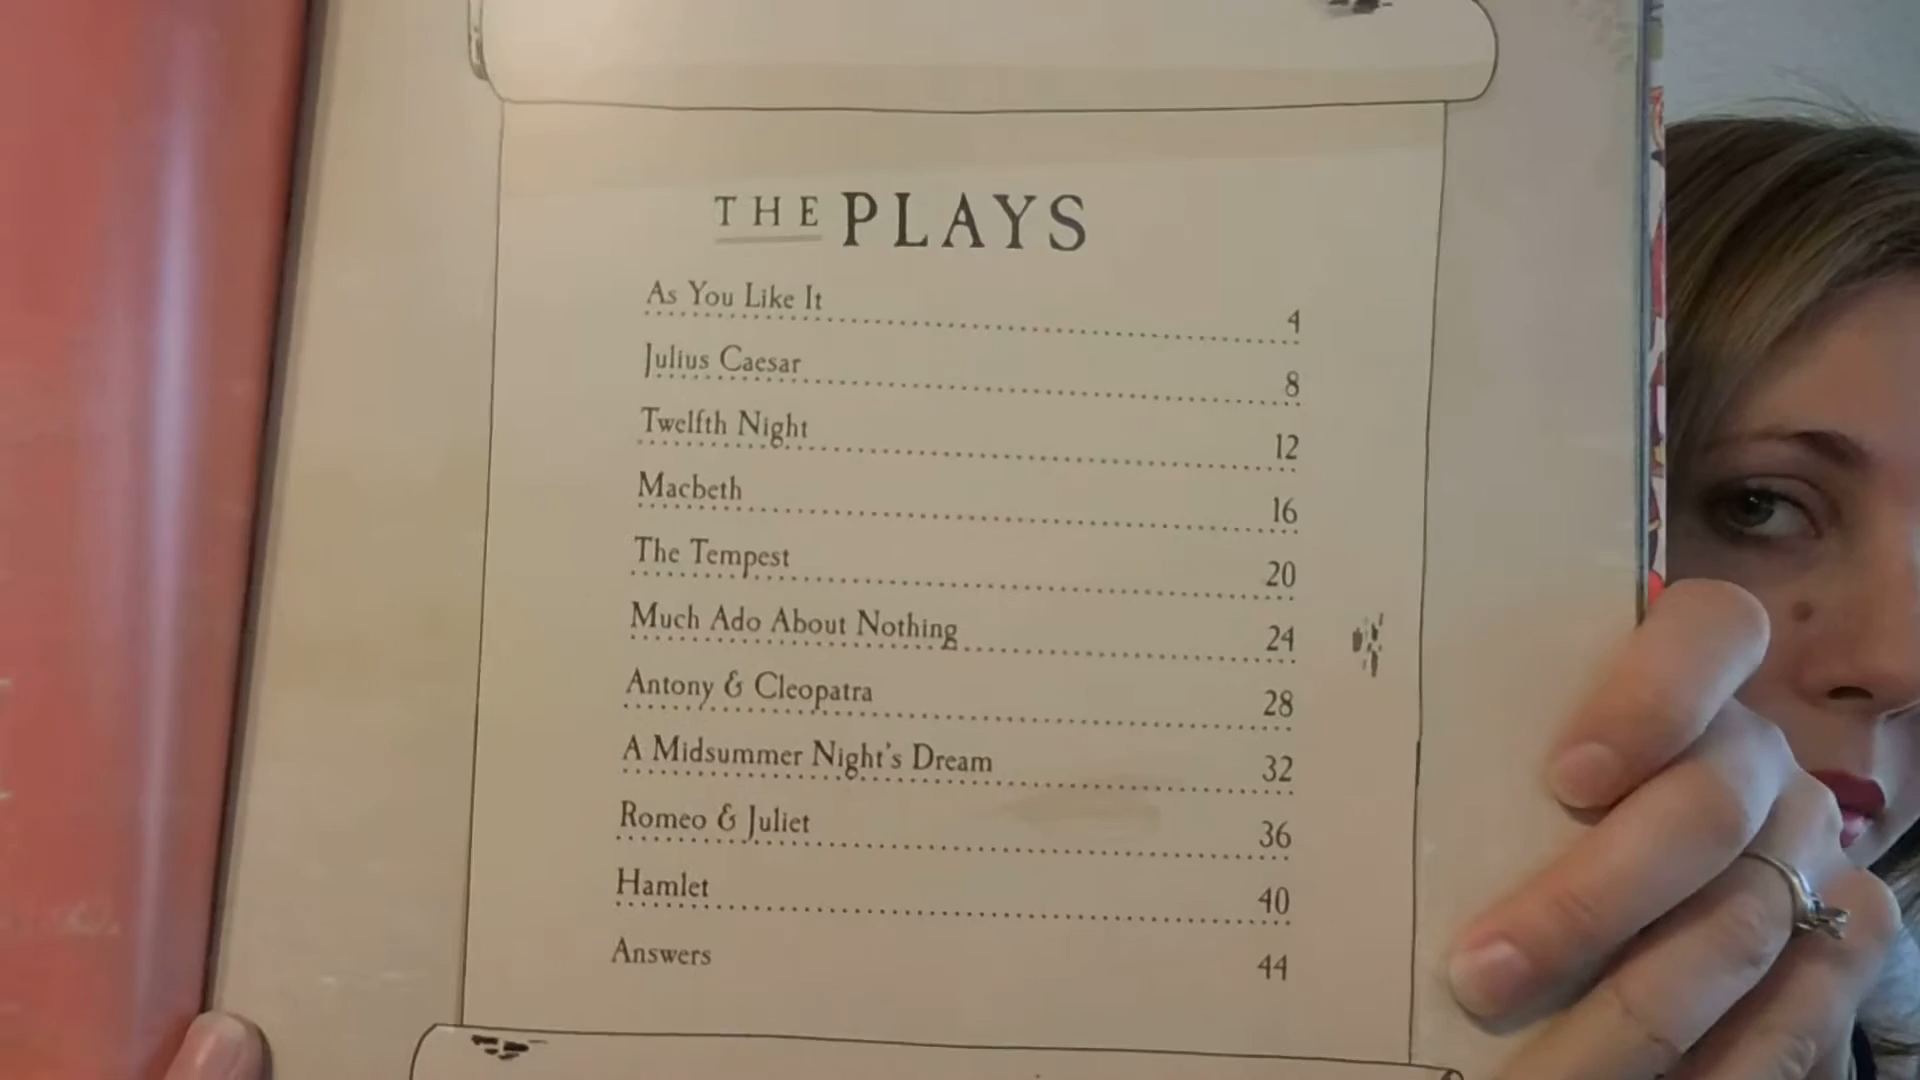 THE PLAYS
As You Like It 4
Julius Caesar 8
Twelfth Night 12
Macbeth 16
The Tempest 20
Much Ado About Nothing 24
Antony & Cleopatra 28
A Midsummer Night's Dream 32
Romeo & Juliet 36
Hamlet 40
Answers 44